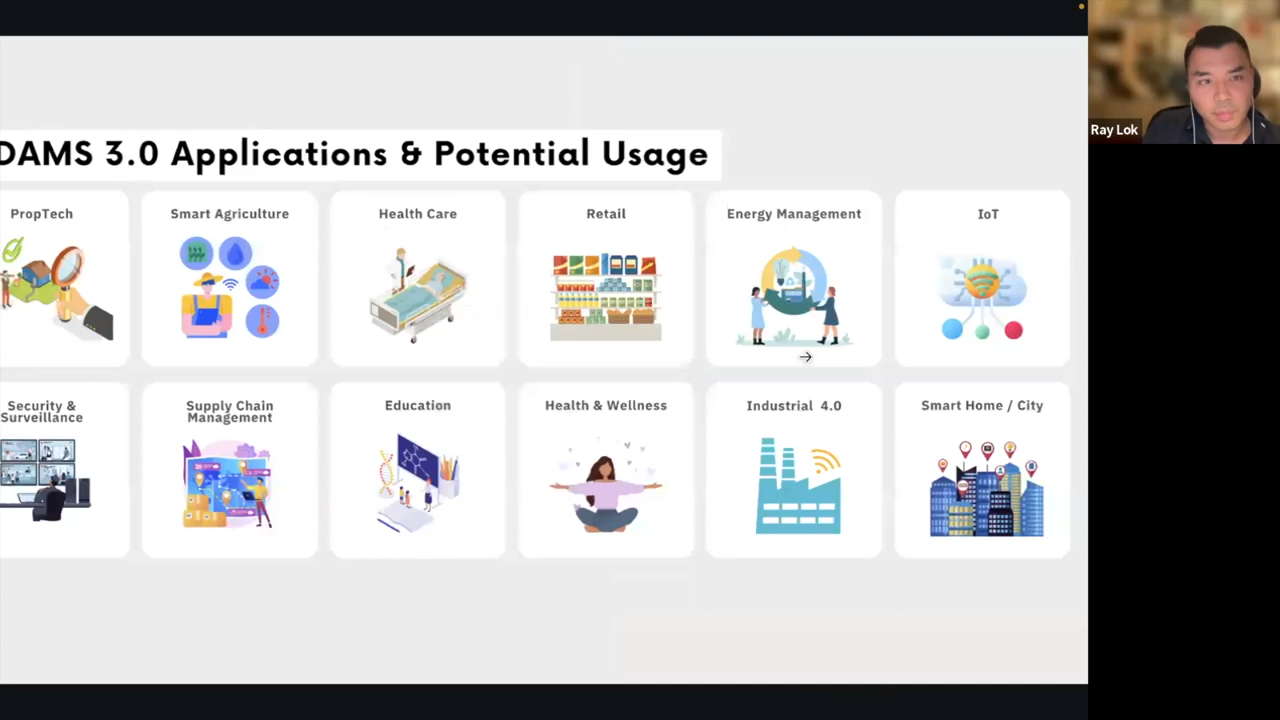 DAMS 3.0 Applications & Potential Usage
PropTech
Smart Agriculture
Health Care
Retail
Energy Management
IoT
Security &
Surveillance
Supply Chain
Management
Education
Health & Wellness
Industrial 4.0
Smart Home / City
Ray Lok